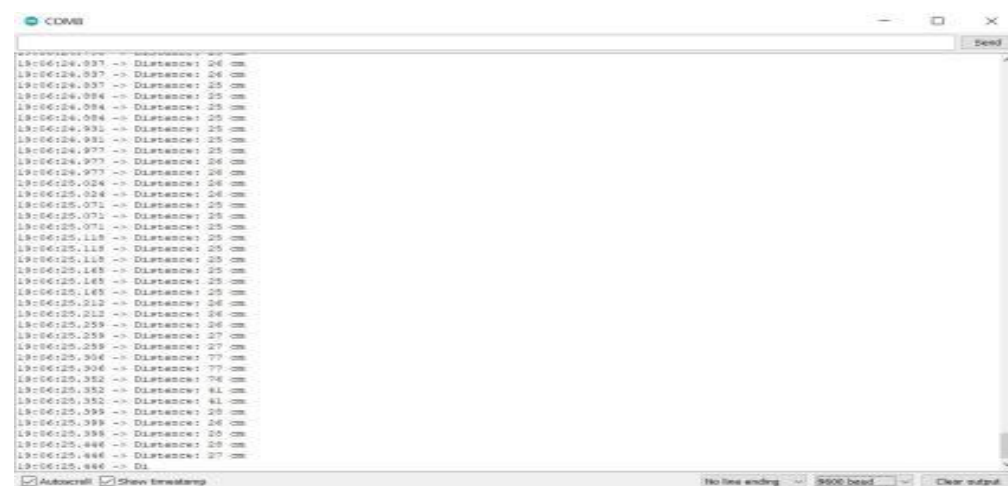 COM8
Send
19:06:24.837 -> Distance: 26 cm
19:06:24.837 -> Distance: 26 cm
19:06:24.837 -> Distance: 25 cm
19:06:24.884 -> Distance: 25 cm
19:06:24.884 -> Distance: 25 cm
19:06:24.931 -> Distance: 25 cm
19:06:24.931 -> Distance: 25 cm
19:06:24.977 -> Distance: 25 cm
19:06:24.977 -> Distance: 26 cm
19:06:24.977 -> Distance: 26 cm
19:06:25.024 -> Distance: 26 cm
19:06:25.024 -> Distance: 26 cm
19:06:25.071 -> Distance: 25 cm
19:06:25.071 -> Distance: 25 cm
19:06:25.071 -> Distance: 25 cm
19:06:25.118 -> Distance: 25 cm
19:06:25.118 -> Distance: 25 cm
19:06:25.118 -> Distance: 25 cm
19:06:25.165 -> Distance: 25 cm
19:06:25.165 -> Distance: 25 cm
19:06:25.165 -> Distance: 25 cm
19:06:25.212 -> Distance: 26 cm
19:06:25.212 -> Distance: 26 cm
19:06:25.259 -> Distance: 26 cm
19:06:25.259 -> Distance: 27 cm
19:06:25.259 -> Distance: 27 cm
19:06:25.306 -> Distance: 77 cm
19:06:25.306 -> Distance: 77 cm
19:06:25.352 -> Distance: 76 cm
19:06:25.352 -> Distance: 41 cm
19:06:25.352 -> Distance: 41 cm
19:06:25.399 -> Distance: 28 cm
19:06:25.399 -> Distance: 26 cm
19:06:25.399 -> Distance: 28 cm
19:06:25.446 -> Distance: 28 cm
19:06:25.446 -> Distance: 27 cm
19:06:25.446 -> Di
Autoscroll Show timestamp No line ending 9600 baud Clear output